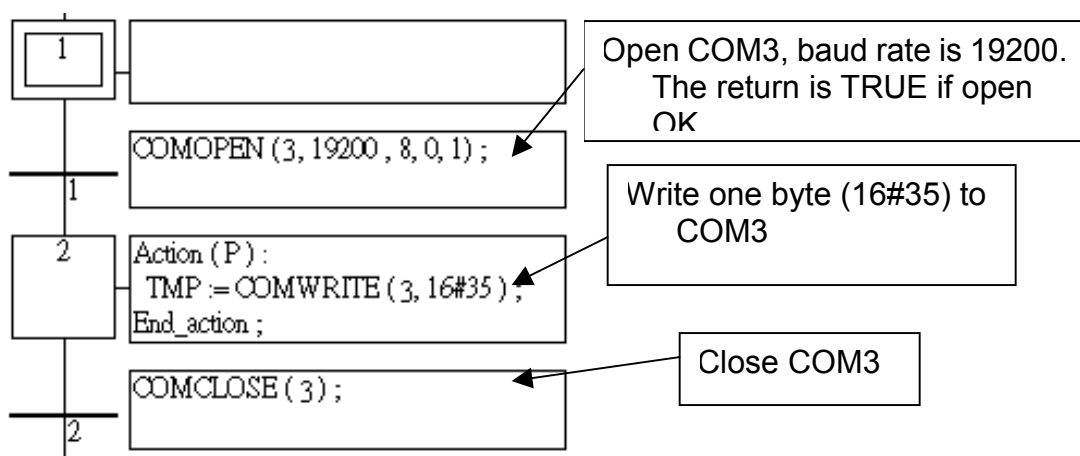 1
Open COM3, baud rate is 19200.
The return is TRUE if open
OK
COMOPEN (3, 19200 , 8, 0, 1) ;
1
Write one byte (16#35) to
COM3
2
Action ( P ) :
TMP := COMWRITE ( 3, 16#35 ) ;
End_action ;
Close COM3
COMCLOSE ( 3 ) ;
2